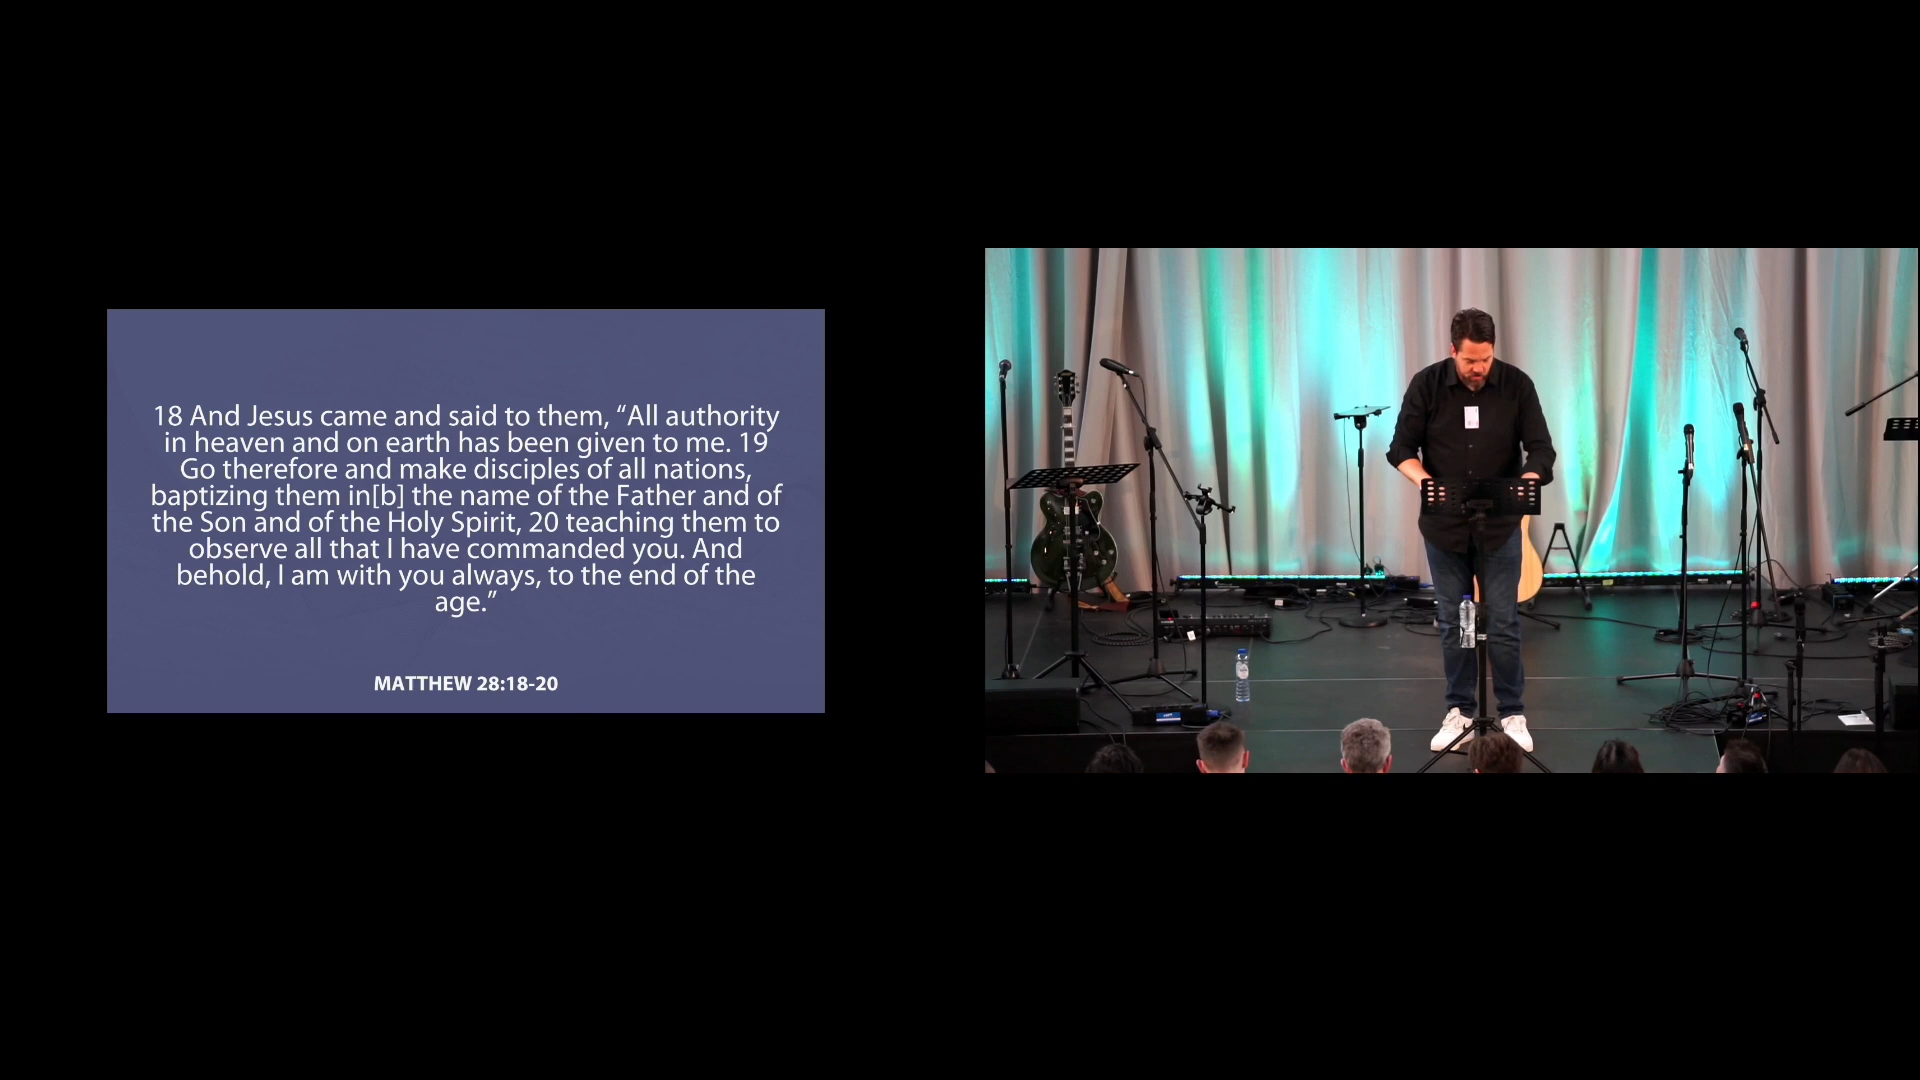 18 And Jesus came and said to them, “All authority
in heaven and on earth has been given to me. 19
Go therefore and make disciples of all nations,
baptizing them in[b] the name of the Father and of
the Son and of the Holy Spirit, 20 teaching them to
observe all that I have commanded you. And
behold, I am with you always, to the end of the
age.”
MATTHEW 28:18-20